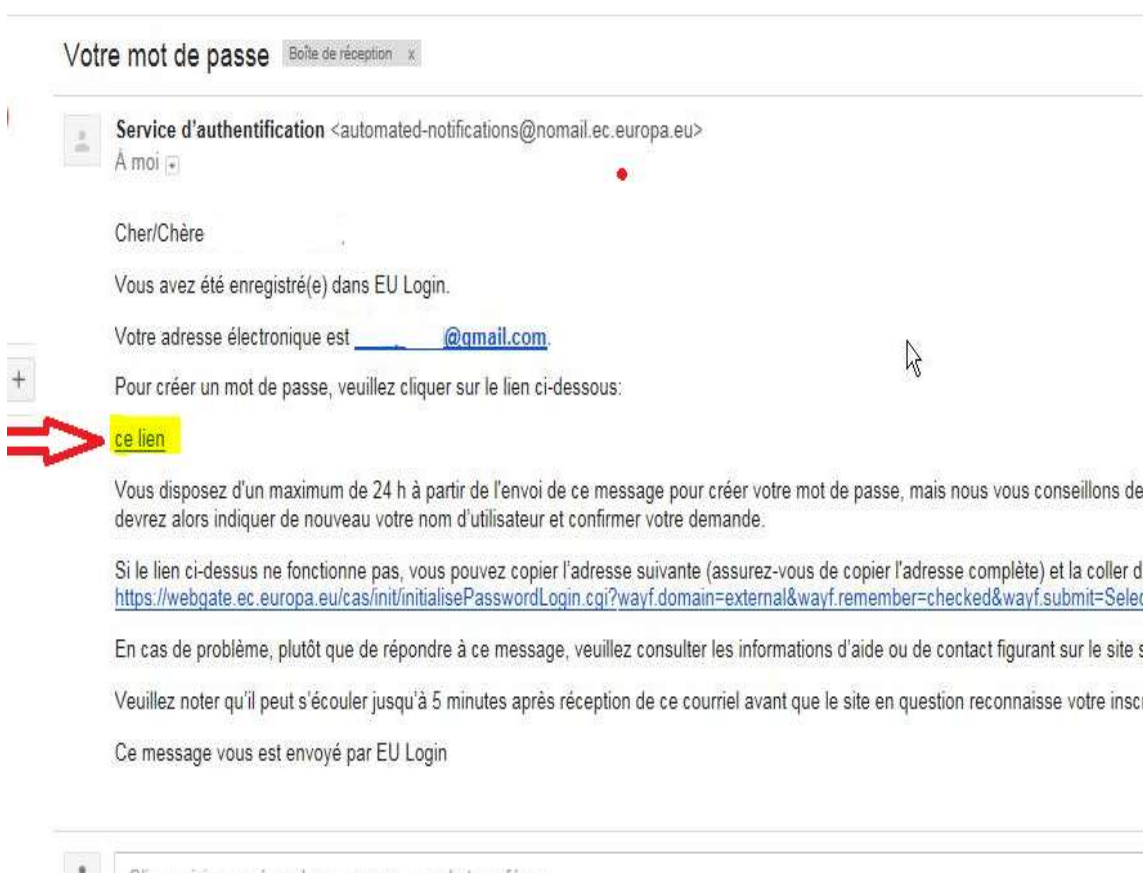 Votre mot de passe Boîte de réception x
Service d'authentification <automated-notifications@nomail.ec.europa.eu>
À moi
Cher/Chère
Vous avez été enregistré(e) dans EU Login.
Votre adresse électronique est @gmail.com.
Pour créer un mot de passe, veuillez cliquer sur le lien ci-dessous:
ce lien
Vous disposez d'un maximum de 24 h à partir de l'envoi de ce message pour créer votre mot de passe, mais nous vous conseillons de
devrez alors indiquer de nouveau votre nom d'utilisateur et confirmer votre demande.
Si le lien ci-dessus ne fonctionne pas, vous pouvez copier l'adresse suivante (assurez-vous de copier l'adresse complète) et la coller d
https://webgate.ec.europa.eu/cas/init/initialisePasswordLogin.cgi?wayf.domain=external&wayf.remember=checked&wayf.submit=Selec
En cas de problème, plutôt que de répondre à ce message, veuillez consulter les informations d'aide ou de contact figurant sur le site s
Veuillez noter qu'il peut s'écouler jusqu'à 5 minutes après réception de ce courriel avant que le site en question reconnaisse votre inscr
Ce message vous est envoyé par EU Login